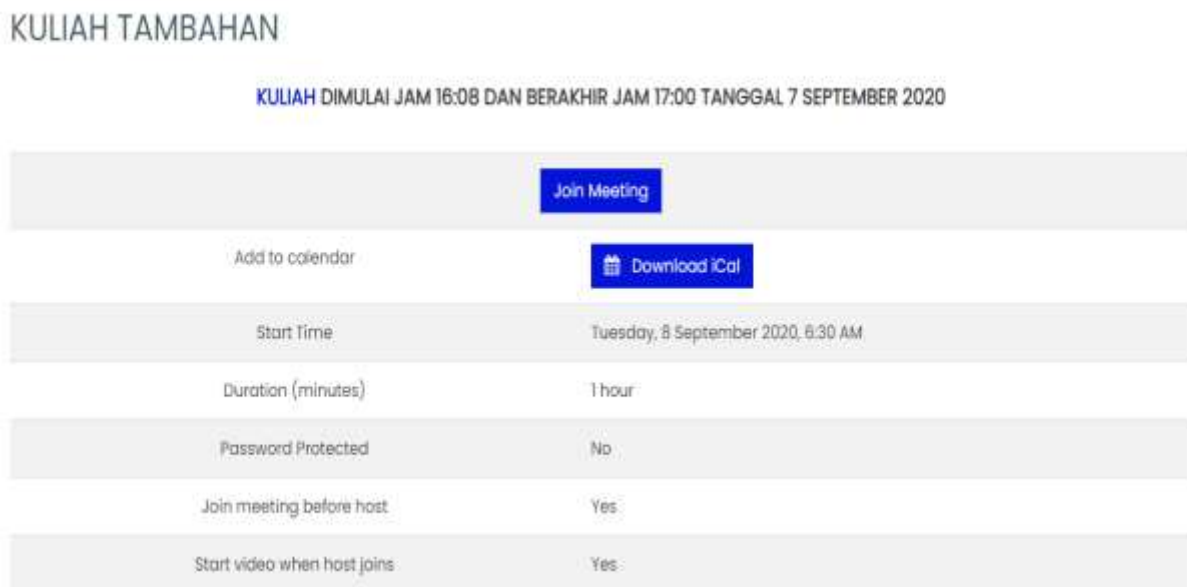 KULIAH TAMBAHAN
KULIAH DIMULAI JAM 16:08 DAN BERAKHIR JAM 17:00 TANGGAL 7 SEPTEMBER 2020
Join Meeting
Add to calendar Download iCal
Start Time Tuesday, 8 September 2020, 6:30 AM
Duration (minutes) 1 hour
Password Protected No
Join meeting before host Yes
Start video when host joins Yes